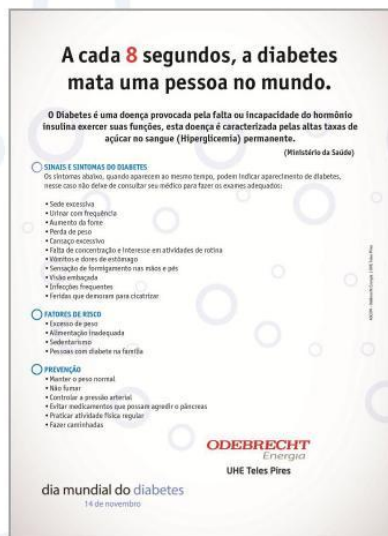 A cada 8 segundos, a diabetes
mata uma pessoa no mundo.
O Diabetes é uma doença provocada pela falta ou incapacidade do hormônio
insulina exercer suas funções, esta doença é caracterizada pelas altas taxas de
açúcar no sangue (Hiperglicemia) permanente.
(Ministério da Saúde)
SINAIS E SINTOMAS DO DIABETES
Os sintomas abaixo, quando aparecem ao mesmo tempo, podem indicar aparecimento de diabetes,
nesse caso não deixe de consultar seu médico para fazer os exames adequados:
• Sede excessiva
• Urinar com frequência
• Aumento da fome
• Perda de peso
• Cansaço excessivo
• Falta de concentração e interesse em atividades de rotina
• Vômitos e dores de estômago
• Sensação de formigamento nas mãos e pés
• Visão embaçada
• Infecções frequentes
• Feridas que demoram para cicatrizar
FATORES DE RISCO
• Excesso de peso
• Alimentação inadequada
• Sedentarismo
• Pessoas com diabete na família
PREVENÇÃO
• Manter o peso normal
• Não fumar
• Controlar a pressão arterial
• Evitar medicamentos que possam agredir o pâncreas
• Praticar atividade física regular
• Fazer caminhadas
ODEBRECHT
Energia
UHE Teles Pires
dia mundial do diabetes
14 de novembro